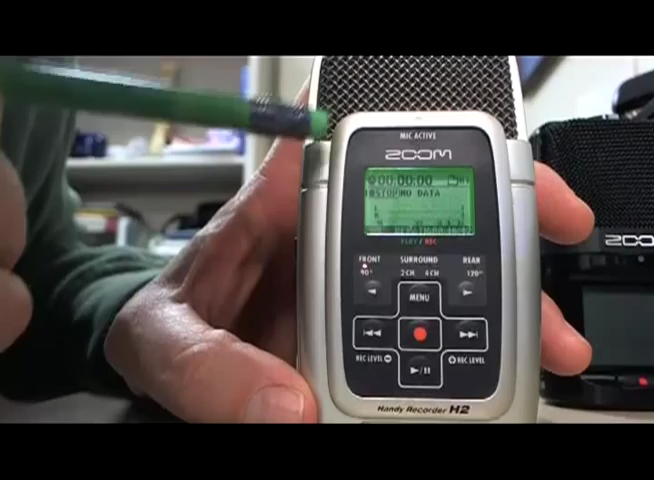 MIC ACTIVE
ZOOM
00:00:00
STOP NO DATA
PLAY / REC
FRONT SURROUND REAR
90° 2CH 4CH 120°
MENU
REC LEVEL REC LEVEL
Handy Recorder H2
ZOOM